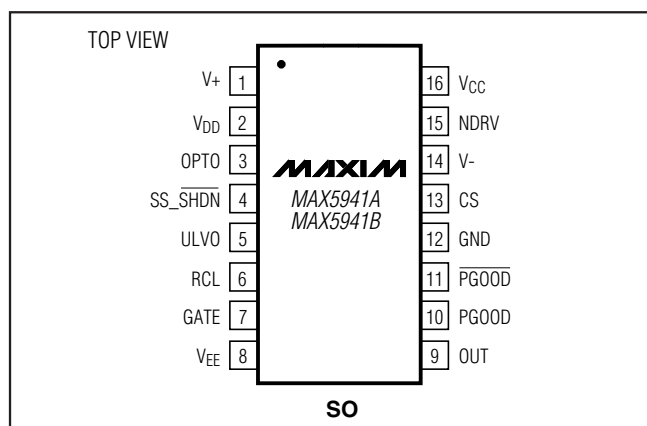 TOP VIEW
V+ 1
VDD 2
OPTO 3
SS_SHDN 4
ULVO 5
RCL 6
GATE 7
VEE 8
MAXIM
MAX5941A
MAX5941B
16 VCC
15 NDRV
14 V-
13 CS
12 GND
11 PGOOD
10 PGOOD
9 OUT
SO